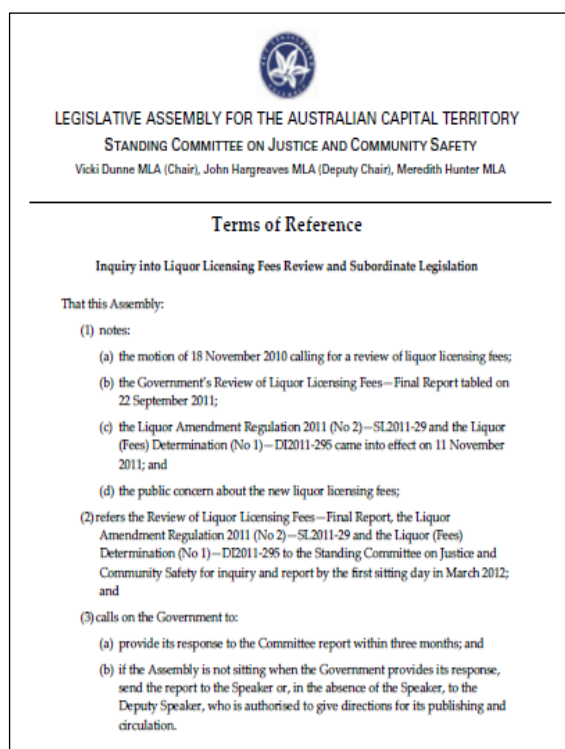 LEGISLATIVE ASSEMBLY FOR THE AUSTRALIAN CAPITAL TERRITORY
STANDING COMMITTEE ON JUSTICE AND COMMUNITY SAFETY
Vicki Dunne MLA (Chair), John Hargreaves MLA (Deputy Chair), Meredith Hunter MLA
Terms of Reference
Inquiry into Liquor Licensing Fees Review and Subordinate Legislation
That this Assembly:
(1) notes:
(a) the motion of 18 November 2010 calling for a review of liquor licensing fees;
(b) the Government's Review of Liquor Licensing Fees—Final Report tabled on
22 September 2011;
(c) the Liquor Amendment Regulation 2011 (No 2)—SL2011-29 and the Liquor
(Fees) Determination (No 1)—DI2011-295 came into effect on 11 November
2011; and
(d) the public concern about the new liquor licensing fees;
(2) refers the Review of Liquor Licensing Fees—Final Report, the Liquor
Amendment Regulation 2011 (No 2)—SL2011-29 and the Liquor (Fees)
Determination (No 1)—DI2011-295 to the Standing Committee on Justice and
Community Safety for inquiry and report by the first sitting day in March 2012;
and
(3) calls on the Government to:
(a) provide its response to the Committee report within three months; and
(b) if the Assembly is not sitting when the Government provides its response,
send the report to the Speaker or, in the absence of the Speaker, to the
Deputy Speaker, who is authorised to give directions for its publishing and
circulation.